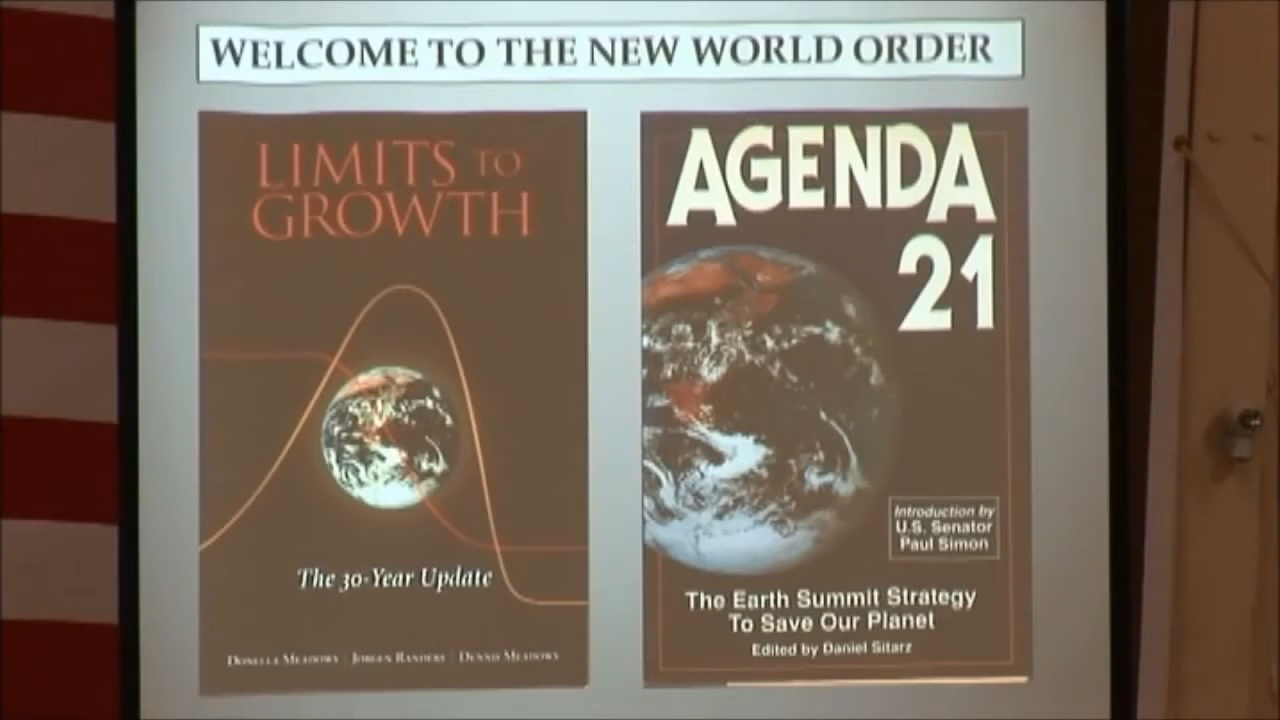 WELCOME TO THE NEW WORLD ORDER
LIMITS TO
GROWTH
The 30-Year Update
DONELLA MEADOWS | JORGEN RANDERS | DENNIS MEADOWS
AGENDA
21
Introduction by
U.S. Senator
Paul Simon
The Earth Summit Strategy
To Save Our Planet
Edited by Daniel Sitarz